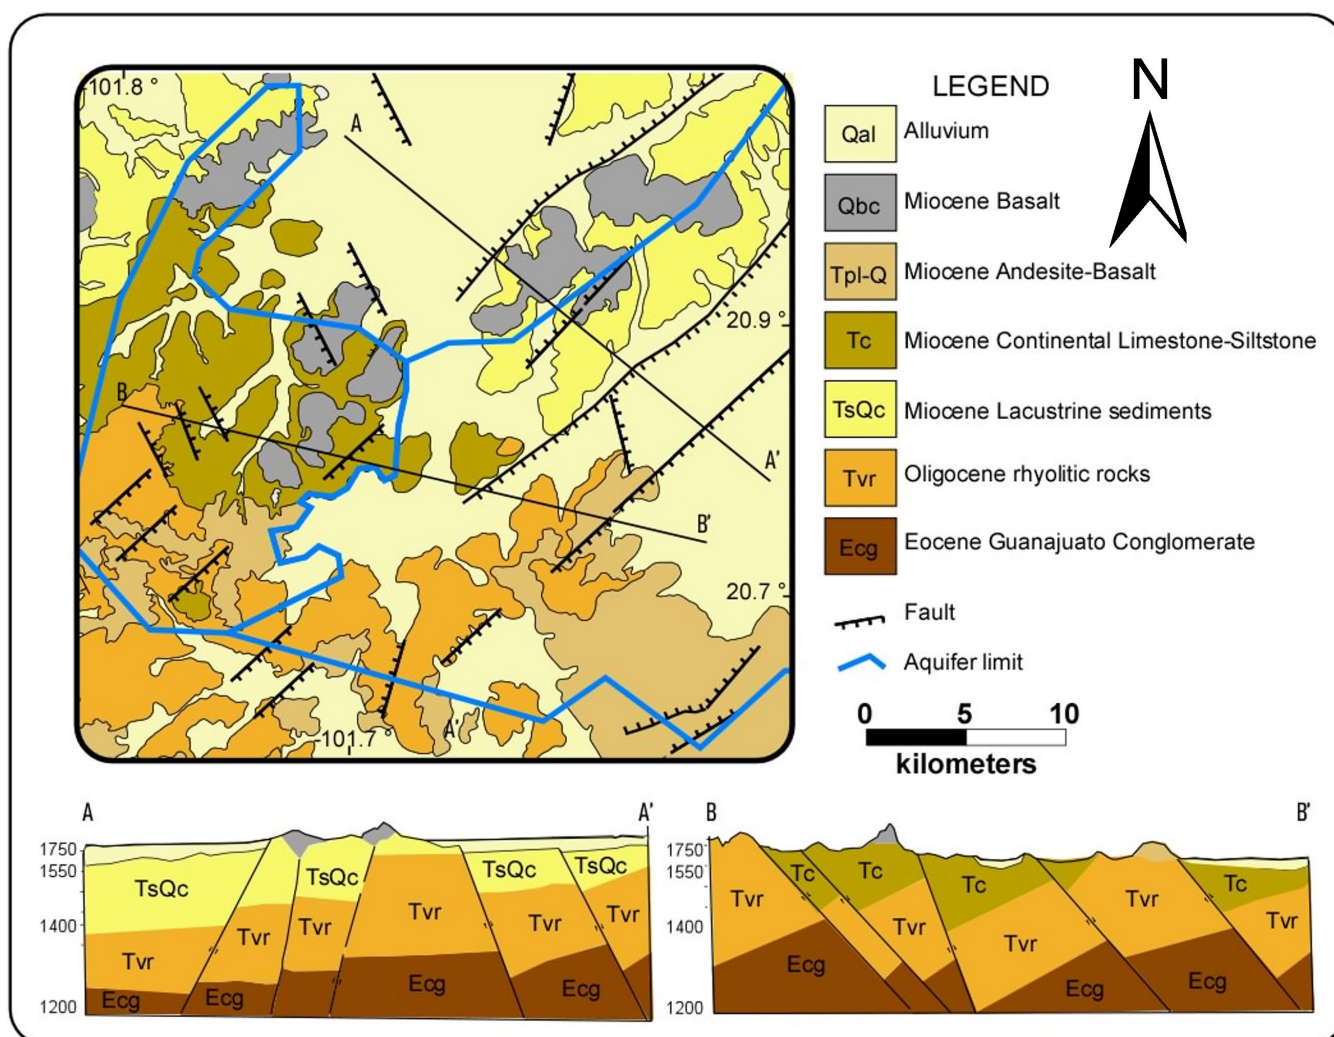 -101.8 °
A
20.9 °
B
A'
B'
20.7 °
A'
-101.7 °
LEGEND
Qal Alluvium
Qbc Miocene Basalt
Tpl-Q Miocene Andesite-Basalt
Tc Miocene Continental Limestone-Siltstone
TsQc Miocene Lacustrine sediments
Tvr Oligocene rhyolitic rocks
Ecg Eocene Guanajuato Conglomerate
Fault
Aquifer limit
N
0 5 10
kilometers
A A'
1750
1550
1400
1200
TsQc TsQc TsQc TsQc
Tvr Tvr Tvr Tvr Tvr Tvr
Ecg Ecg Ecg Ecg
B B'
1750
1550
1400
1200
Tc Tc Tc Tc
Tvr Tvr Tvr Tvr Tvr
Ecg Ecg Ecg